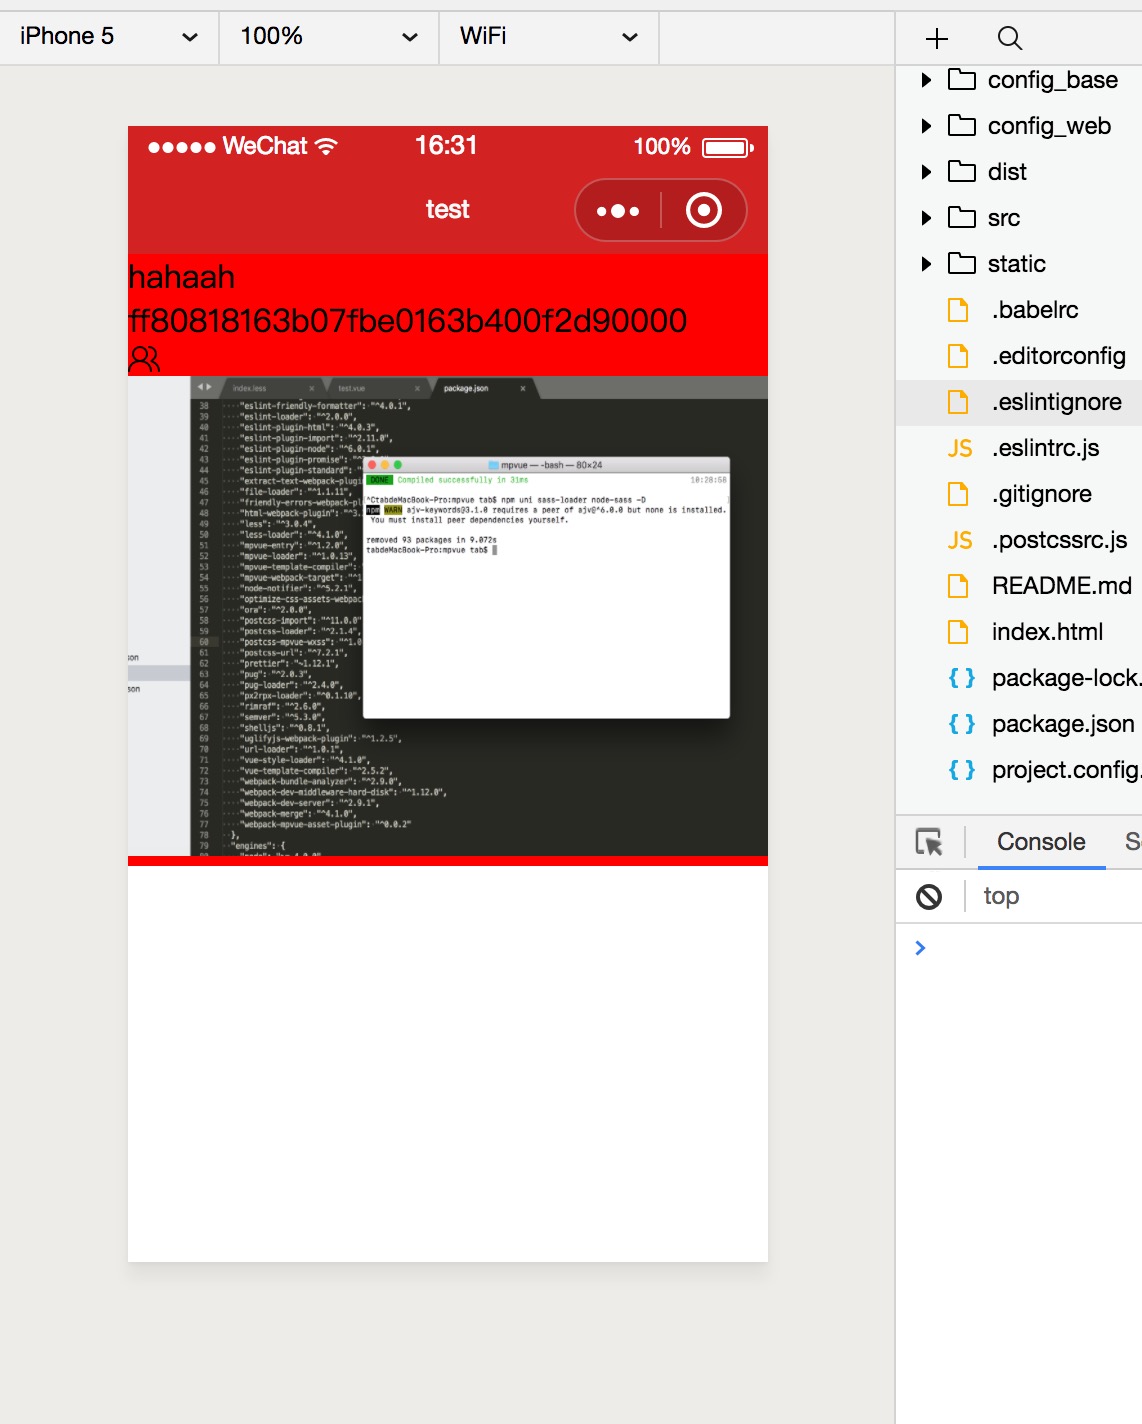 iPhone 5
100%
WiFi
WeChat
16:31
100%
test
hahaah
ff80818163b07fbe0163b400f2d90000
index.less
test.vue
package.json
38 "eslint-friendly-formatter": "^4.0.1",
39 "eslint-loader": "^2.0.0",
40 "eslint-plugin-html": "^4.0.3",
41 "eslint-plugin-import": "^2.11.0",
42 "eslint-plugin-node": "^6.0.1",
43 "eslint-plugin-promise": "^
44 "eslint-plugin-standard": "
45 "extract-text-webpack-plugi
46 "file-loader": "^1.1.11",
47 "friendly-errors-webpack-pl
48 "html-webpack-plugin": "^3.
49 "less": "^3.0.4",
50 "less-loader": "^4.1.0",
51 "mpvue-entry": "^1.2.0",
52 "mpvue-loader": "^1.0.13",
53 "mpvue-template-compiler":
54 "mpvue-webpack-target": "^1
55 "node-notifier": "^5.2.1",
56 "optimize-css-assets-webpac
57 "ora": "^2.0.0",
58 "postcss-import": "^11.0.0"
59 "postcss-loader": "^2.1.4",
60 "postcss-mpvue-wxss": "^1.0
61 "postcss-url": "^7.2.1",
62 "prettier": "~1.12.1",
63 "pug": "^2.0.3",
64 "pug-loader": "^2.4.0",
65 "px2rpx-loader": "^0.1.10",
66 "rimraf": "^2.6.0",
67 "semver": "^5.3.0",
68 "shelljs": "^0.8.1",
69 "uglifyjs-webpack-plugin": "^1.2.5",
70 "url-loader": "^1.0.1",
71 "vue-style-loader": "^4.1.0",
72 "vue-template-compiler": "^2.5.2",
73 "webpack-bundle-analyzer": "^2.9.0",
74 "webpack-dev-middleware-hard-disk": "^1.12.0",
75 "webpack-dev-server": "^2.9.1",
76 "webpack-merge": "^4.1.0",
77 "webpack-mpvue-asset-plugin": "^0.0.2"
78 },
79 "engines": {
son
son
mpvue — -bash — 80×24
DONE Compiled successfully in 31ms
10:28:58
^CtabdeMacBook-Pro:mpvue tab$ npm uni sass-loader node-sass -D
npm WARN ajv-keywords@3.1.0 requires a peer of ajv@^6.0.0 but none is installed.
You must install peer dependencies yourself.
removed 93 packages in 9.072s
tabdeMacBook-Pro:mpvue tab$
config_base
config_web
dist
src
static
.babelrc
.editorconfig
.eslintignore
JS .eslintrc.js
.gitignore
JS .postcssrc.js
README.md
index.html
{ } package-lock.
{ } package.json
{ } project.config.
Console
S
top